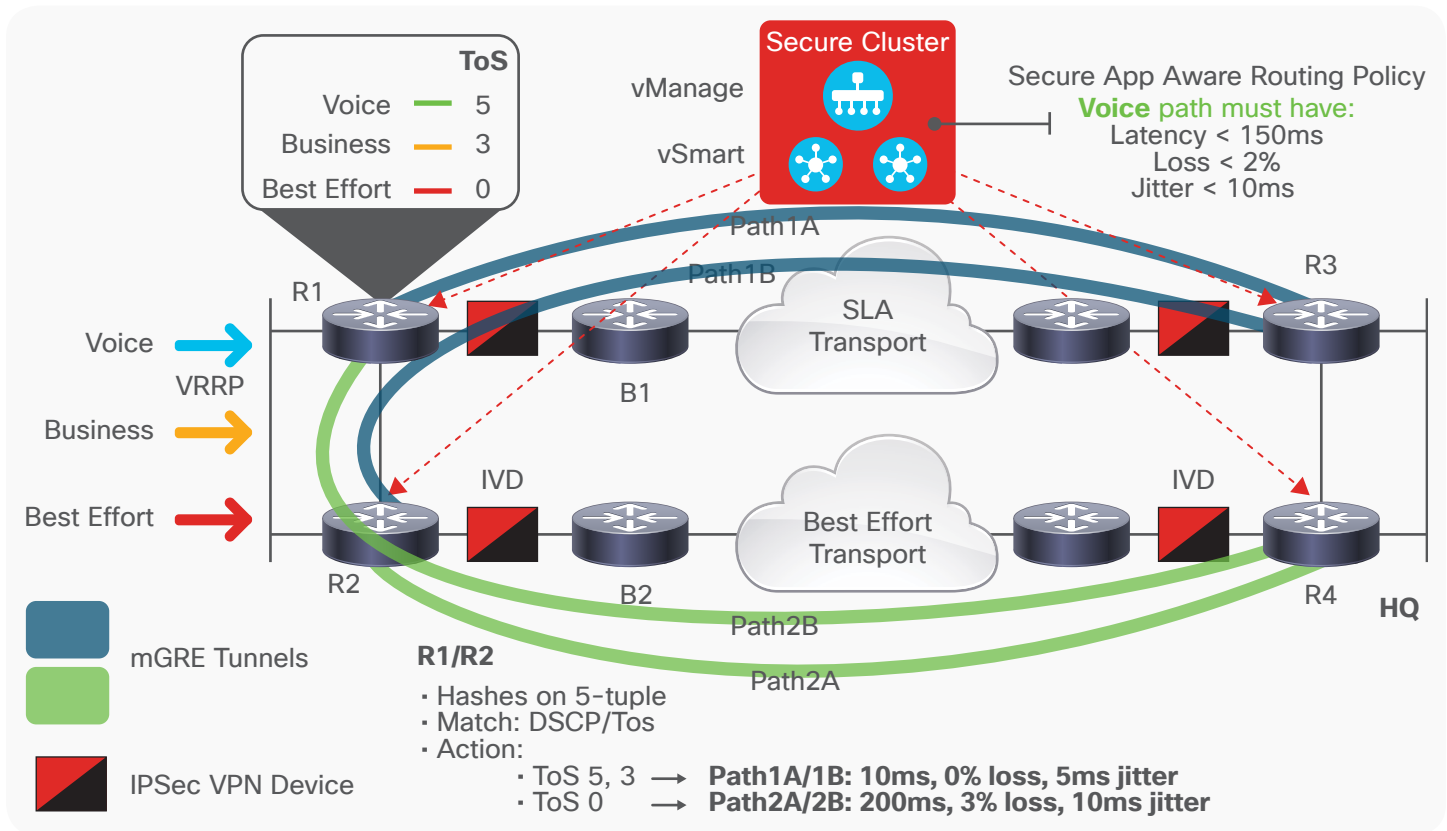 ToS
Voice 5
Business 3
Best Effort 0
Secure Cluster
vManage
vSmart
Secure App Aware Routing Policy
Voice path must have:
Latency < 150ms
Loss < 2%
Jitter < 10ms
Path1A
Path1B
R1
R3
SLA
Transport
Voice
VRRP
B1
Business
IVD
IVD
Best Effort
Best Effort
Transport
R2
B2
R4
HQ
Path2B
Path2A
mGRE Tunnels
IPSec VPN Device
R1/R2
· Hashes on 5-tuple
· Match: DSCP/Tos
· Action:
· ToS 5, 3 → Path1A/1B: 10ms, 0% loss, 5ms jitter
· ToS 0 → Path2A/2B: 200ms, 3% loss, 10ms jitter